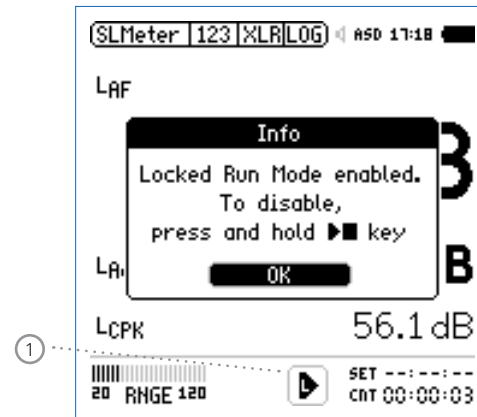 SLMeter 123 XLR LOG ASD 17:18
LAF
3
Info
Locked Run Mode enabled.
To disable,
press and hold key
OK
LA
B
LCPK 56.1 dB
1
20 RNGE 120
L
SET --:--:--
CNT 00:00:03